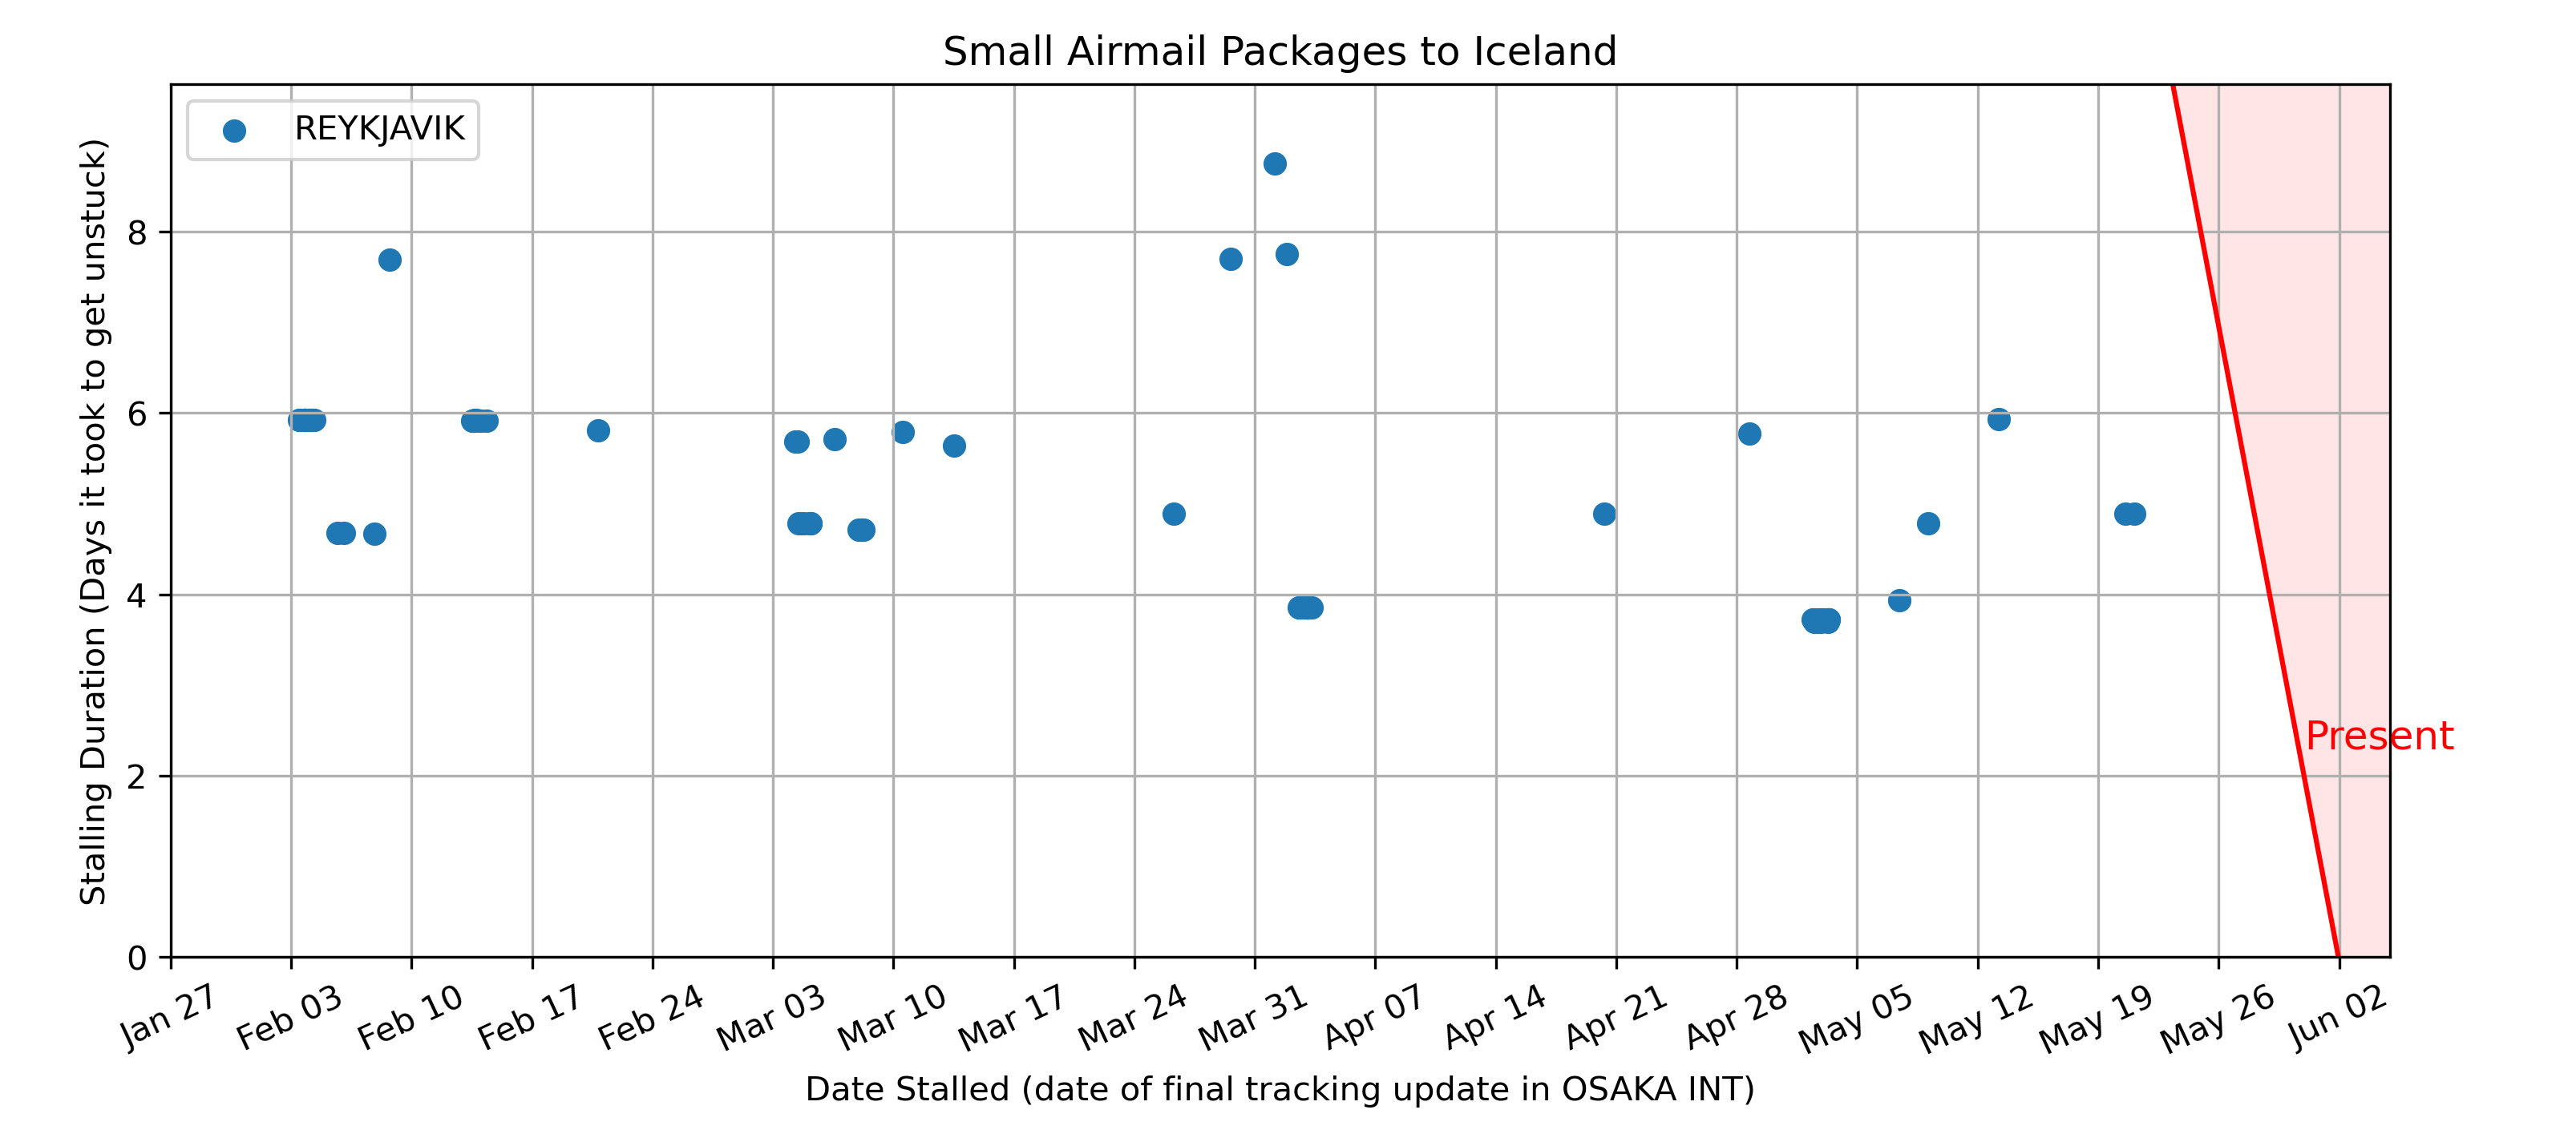 Small Airmail Packages to Iceland
REYKJAVIK
Stalling Duration (Days it took to get unstuck)
8
6
4
2
0
Present
Jan 27
Feb 03
Feb 10
Feb 17
Feb 24
Mar 03
Mar 10
Mar 17
Mar 24
Mar 31
Apr 07
Apr 14
Apr 21
Apr 28
May 05
May 12
May 19
May 26
Jun 02
Date Stalled (date of final tracking update in OSAKA INT)